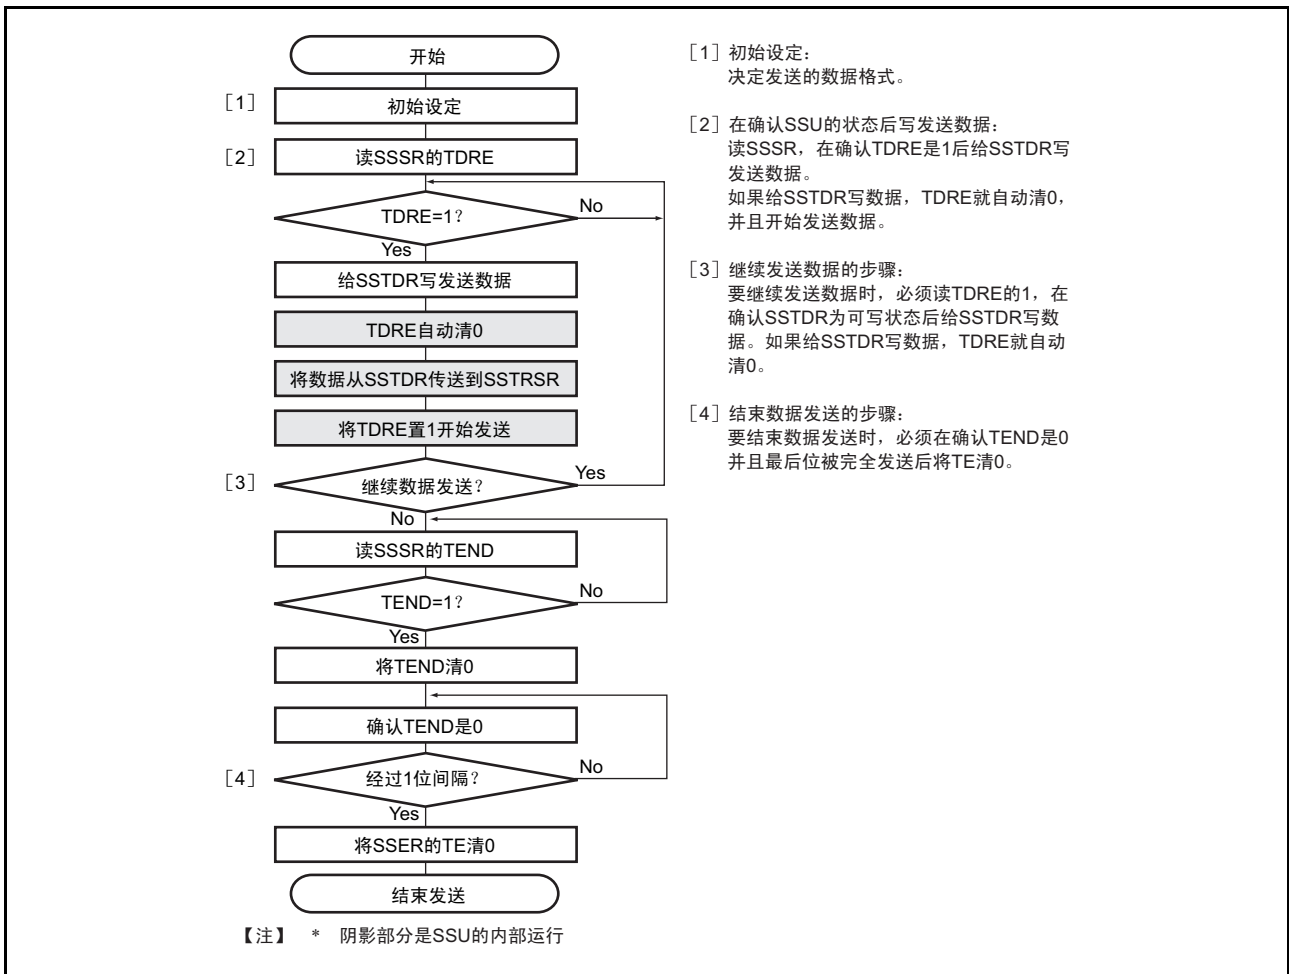 开始
[1] 初始设定
[2] 读SSSR的TDRE
TDRE=1?
No
Yes
给SSTDR写发送数据
TDRE自动清0
将数据从SSTDR传送到SSTRSR
将TDRE置1开始发送
[3] 继续数据发送?
Yes
No
读SSSR的TEND
TEND=1?
No
Yes
将TEND清0
确认TEND是0
[4] 经过1位间隔?
No
Yes
将SSER的TE清0
结束发送
【注】 * 阴影部分是SSU的内部运行
[1] 初始设定:
决定发送的数据格式。
[2] 在确认SSU的状态后写发送数据:
读SSSR，在确认TDRE是1后给SSTDR写
发送数据。
如果给SSTDR写数据，TDRE就自动清0，
并且开始发送数据。
[3] 继续发送数据的步骤:
要继续发送数据时，必须读TDRE的1，在
确认SSTDR为可写状态后给SSTDR写数
据。如果给SSTDR写数据，TDRE就自动
清0。
[4] 结束数据发送的步骤:
要结束数据发送时，必须在确认TEND是0
并且最后位被完全发送后将TE清0。